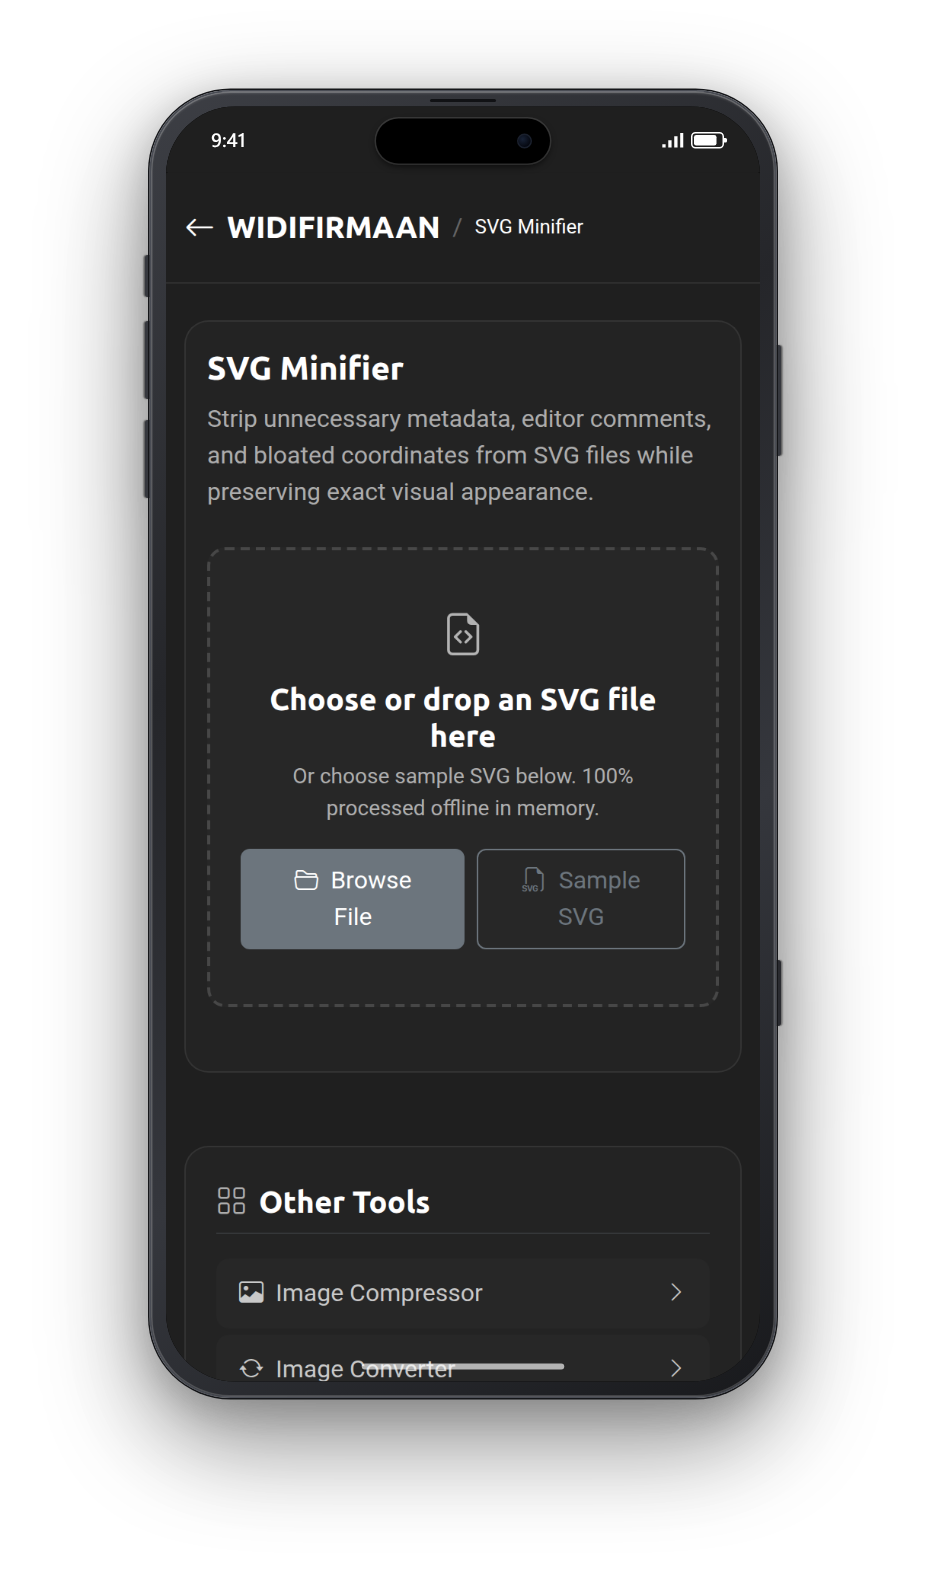 9:41
WIDIFIRMAAN / SVG Minifier
SVG Minifier
Strip unnecessary metadata, editor comments,
and bloated coordinates from SVG files while
preserving exact visual appearance.
Choose or drop an SVG file
here
Or choose sample SVG below. 100%
processed offline in memory.
Browse
File
SVG Sample
SVG
Other Tools
Image Compressor
Image Converter